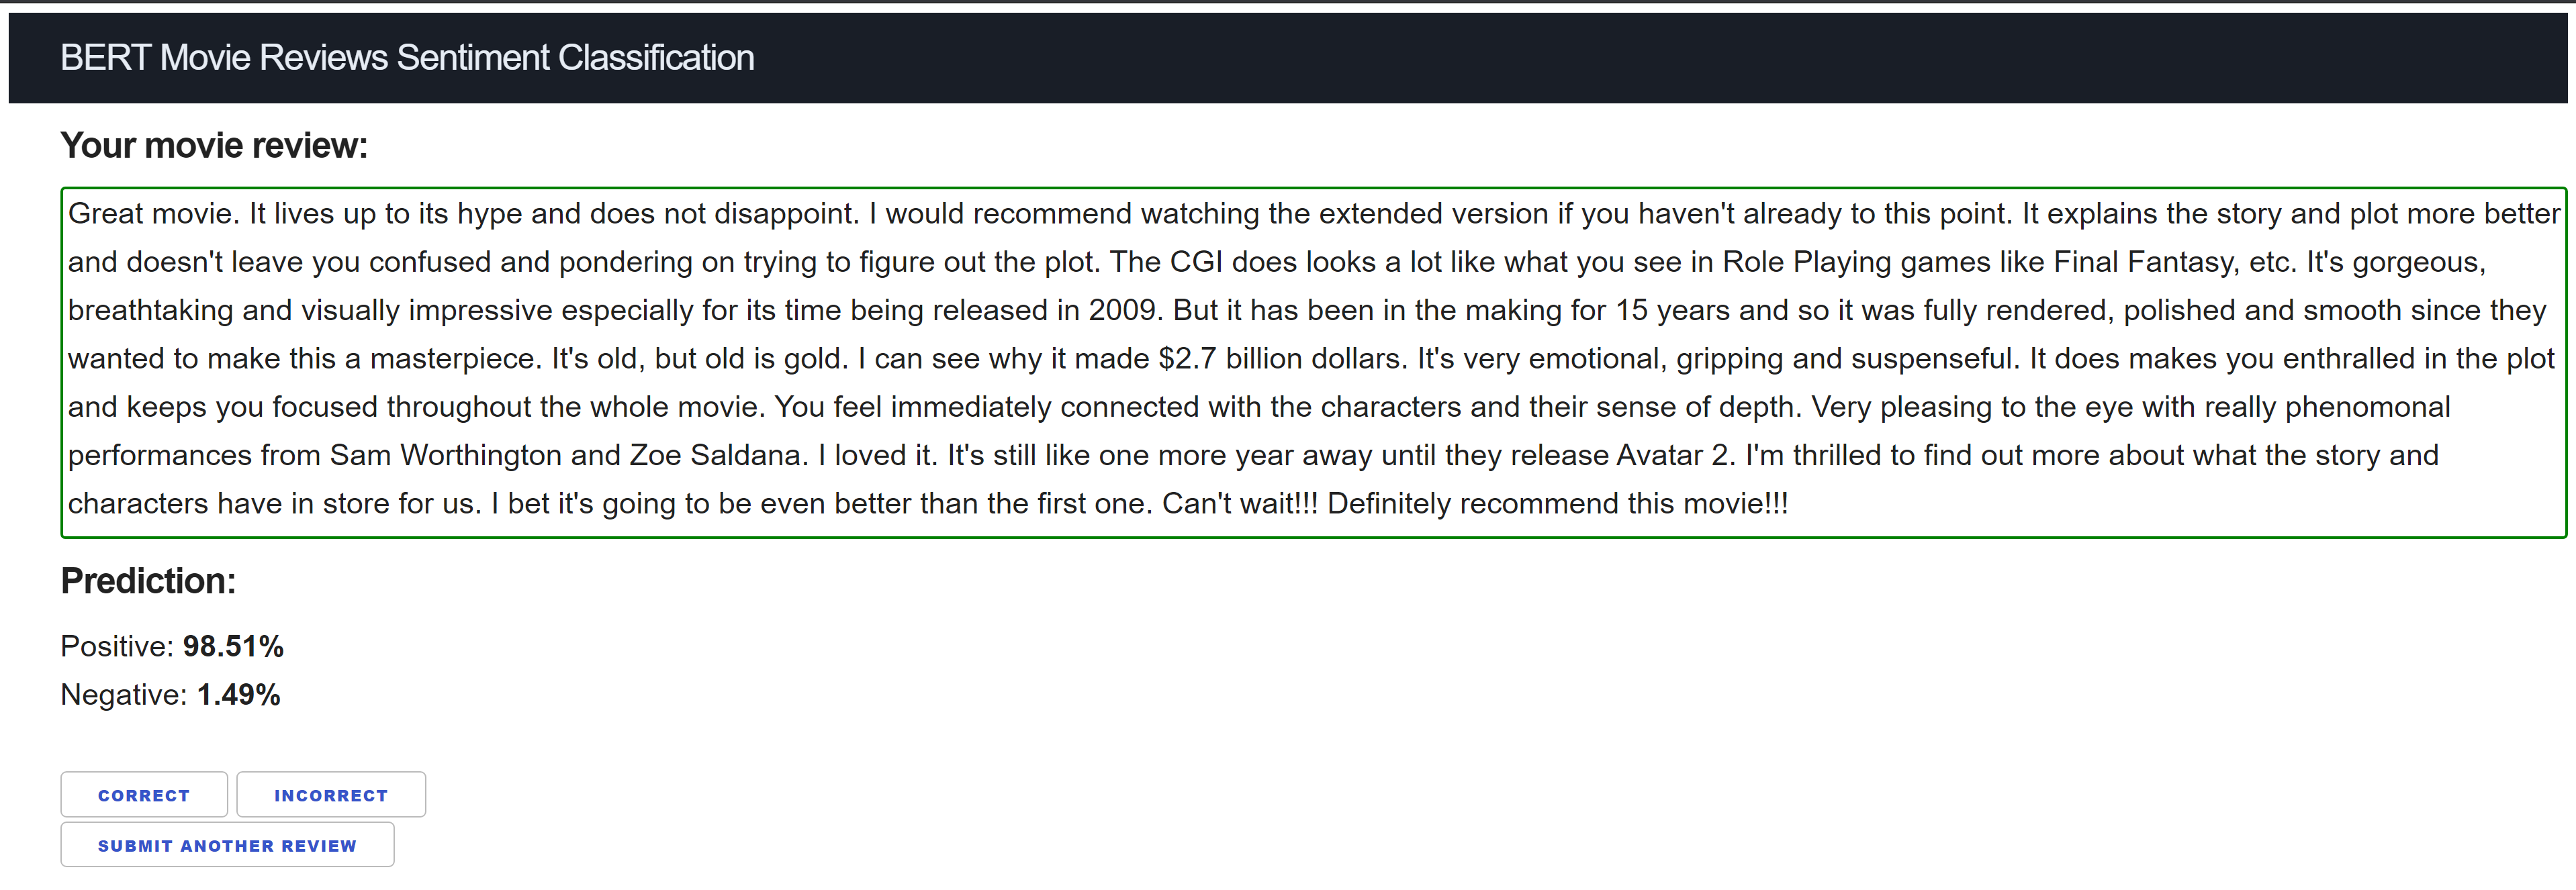 BERT Movie Reviews Sentiment Classification
Your movie review:
Great movie. It lives up to its hype and does not disappoint. I would recommend watching the extended version if you haven't already to this point. It explains the story and plot more better
and doesn't leave you confused and pondering on trying to figure out the plot. The CGI does looks a lot like what you see in Role Playing games like Final Fantasy, etc. It's gorgeous,
breathtaking and visually impressive especially for its time being released in 2009. But it has been in the making for 15 years and so it was fully rendered, polished and smooth since they
wanted to make this a masterpiece. It's old, but old is gold. I can see why it made $2.7 billion dollars. It's very emotional, gripping and suspenseful. It does makes you enthralled in the plot
and keeps you focused throughout the whole movie. You feel immediately connected with the characters and their sense of depth. Very pleasing to the eye with really phenomonal
performances from Sam Worthington and Zoe Saldana. I loved it. It's still like one more year away until they release Avatar 2. I'm thrilled to find out more about what the story and
characters have in store for us. I bet it's going to be even better than the first one. Can't wait!!! Definitely recommend this movie!!!
Prediction:
Positive: 98.51%
Negative: 1.49%
CORRECT INCORRECT
SUBMIT ANOTHER REVIEW